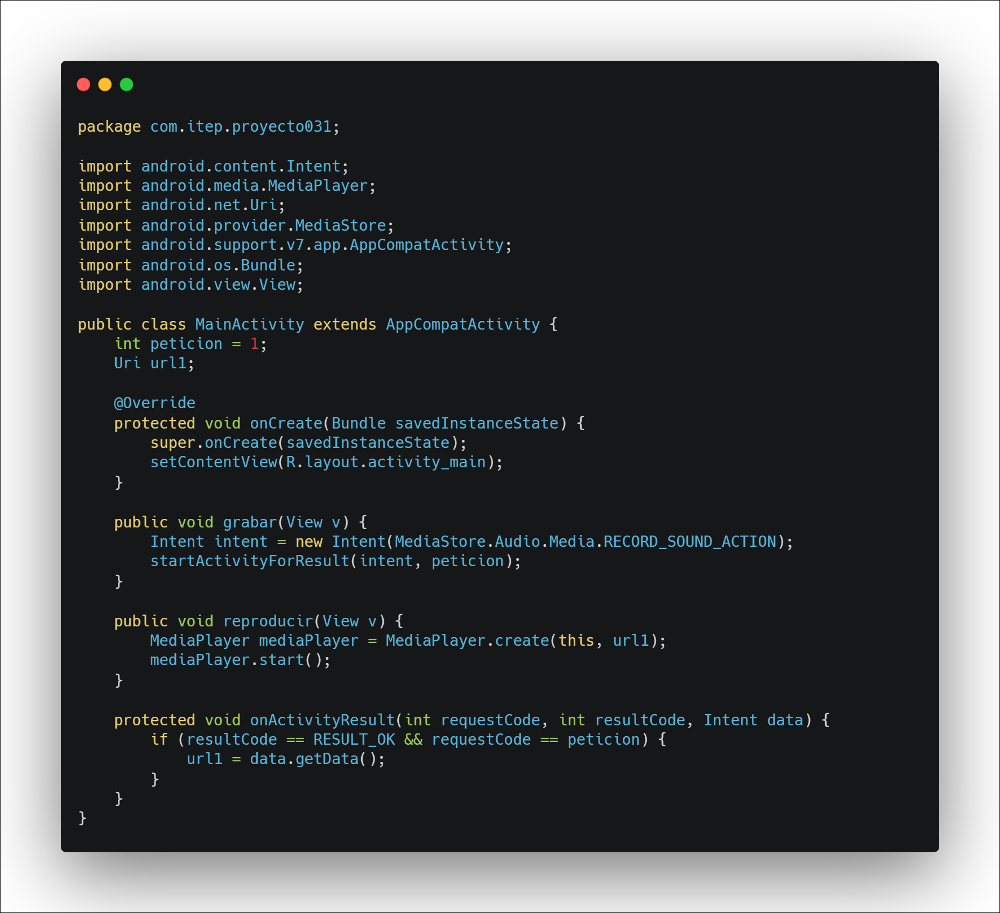 package com.itep.proyecto031;

import android.content.Intent;
import android.media.MediaPlayer;
import android.net.Uri;
import android.provider.MediaStore;
import android.support.v7.app.AppCompatActivity;
import android.os.Bundle;
import android.view.View;

public class MainActivity extends AppCompatActivity {
    int peticion = 1;
    Uri url1;

    @Override
    protected void onCreate(Bundle savedInstanceState) {
        super.onCreate(savedInstanceState);
        setContentView(R.layout.activity_main);
    }

    public void grabar(View v) {
        Intent intent = new Intent(MediaStore.Audio.Media.RECORD_SOUND_ACTION);
        startActivityForResult(intent, peticion);
    }

    public void reproducir(View v) {
        MediaPlayer mediaPlayer = MediaPlayer.create(this, url1);
        mediaPlayer.start();
    }

    protected void onActivityResult(int requestCode, int resultCode, Intent data) {
        if (resultCode == RESULT_OK && requestCode == peticion) {
            url1 = data.getData();
        }
    }
}